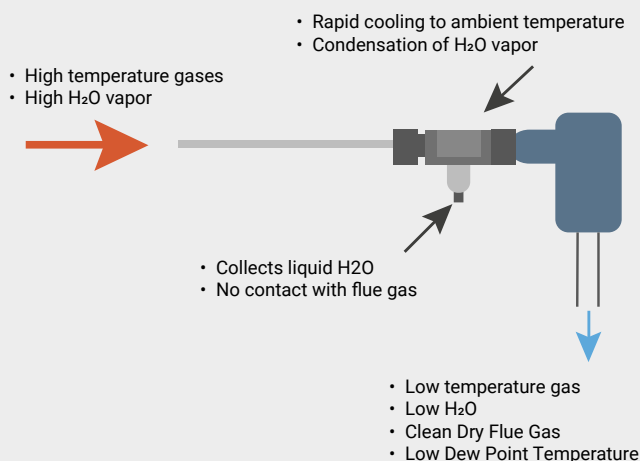 • Rapid cooling to ambient temperature
• Condensation of H₂O vapor
• High temperature gases
• High H₂O vapor
• Collects liquid H2O
• No contact with flue gas
• Low temperature gas
• Low H₂O
• Clean Dry Flue Gas
• Low Dew Point Temperature